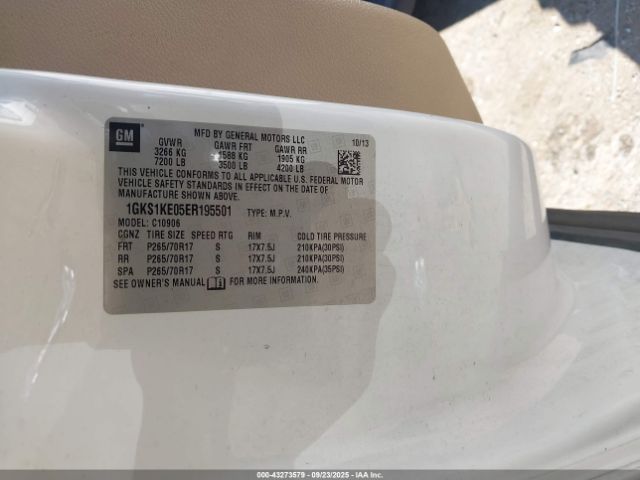 GM
MFD BY GENERAL MOTORS LLC 10/13
GVWR GAWR FRT GAWR RR
3266 KG 1588 KG 1905 KG
7200 LB 3500 LB 4200 LB
THIS VEHICLE CONFORMS TO ALL APPLICABLE U.S. FEDERAL MOTOR
VEHICLE SAFETY STANDARDS IN EFFECT ON THE DATE OF
MANUFACTURE SHOWN ABOVE.
1GKS1KE05ER195501 TYPE: M.P.V.
MODEL: C10906
CGNZ TIRE SIZE SPEED RTG RIM COLD TIRE PRESSURE
FRT P265/70R17 S 17X7.5J 210KPA(30PSI)
RR P265/70R17 S 17X7.5J 210KPA(30PSI)
SPA P265/70R17 S 17X7.5J 240KPA(35PSI)
SEE OWNER'S MANUAL FOR MORE INFORMATION.
000-43273579 - 09/23/2025 - COPYRIGHT IAA, LLC